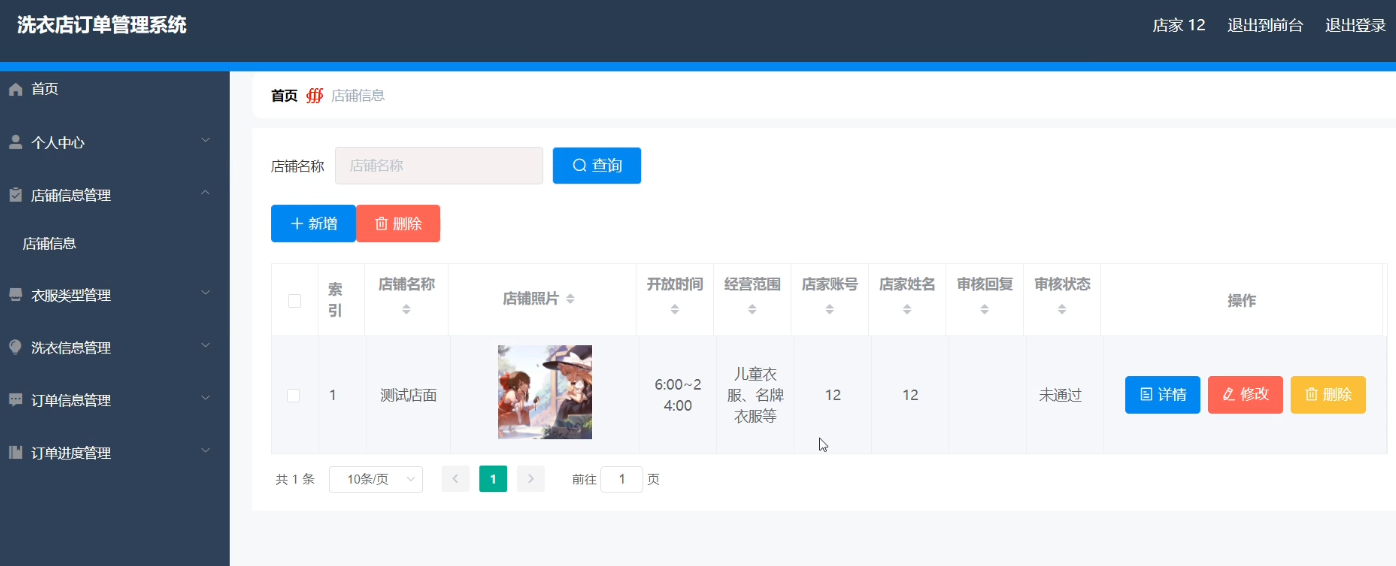 洗衣店订单管理系统
店家 12 退出到前台 退出登录
首页
个人中心
店铺信息管理
店铺信息
衣服类型管理
洗衣信息管理
订单信息管理
订单进度管理
首页 店铺信息
店铺名称 店铺名称 查询
新增 删除
索引 店铺名称 店铺照片 开放时间 经营范围 店家账号 店家姓名 审核回复 审核状态 操作
1 测试店面 6:00~24:00 儿童衣服、名牌衣服等 12 12 未通过 详情 修改 删除
共 1 条 10条/页 1 前往 1 页